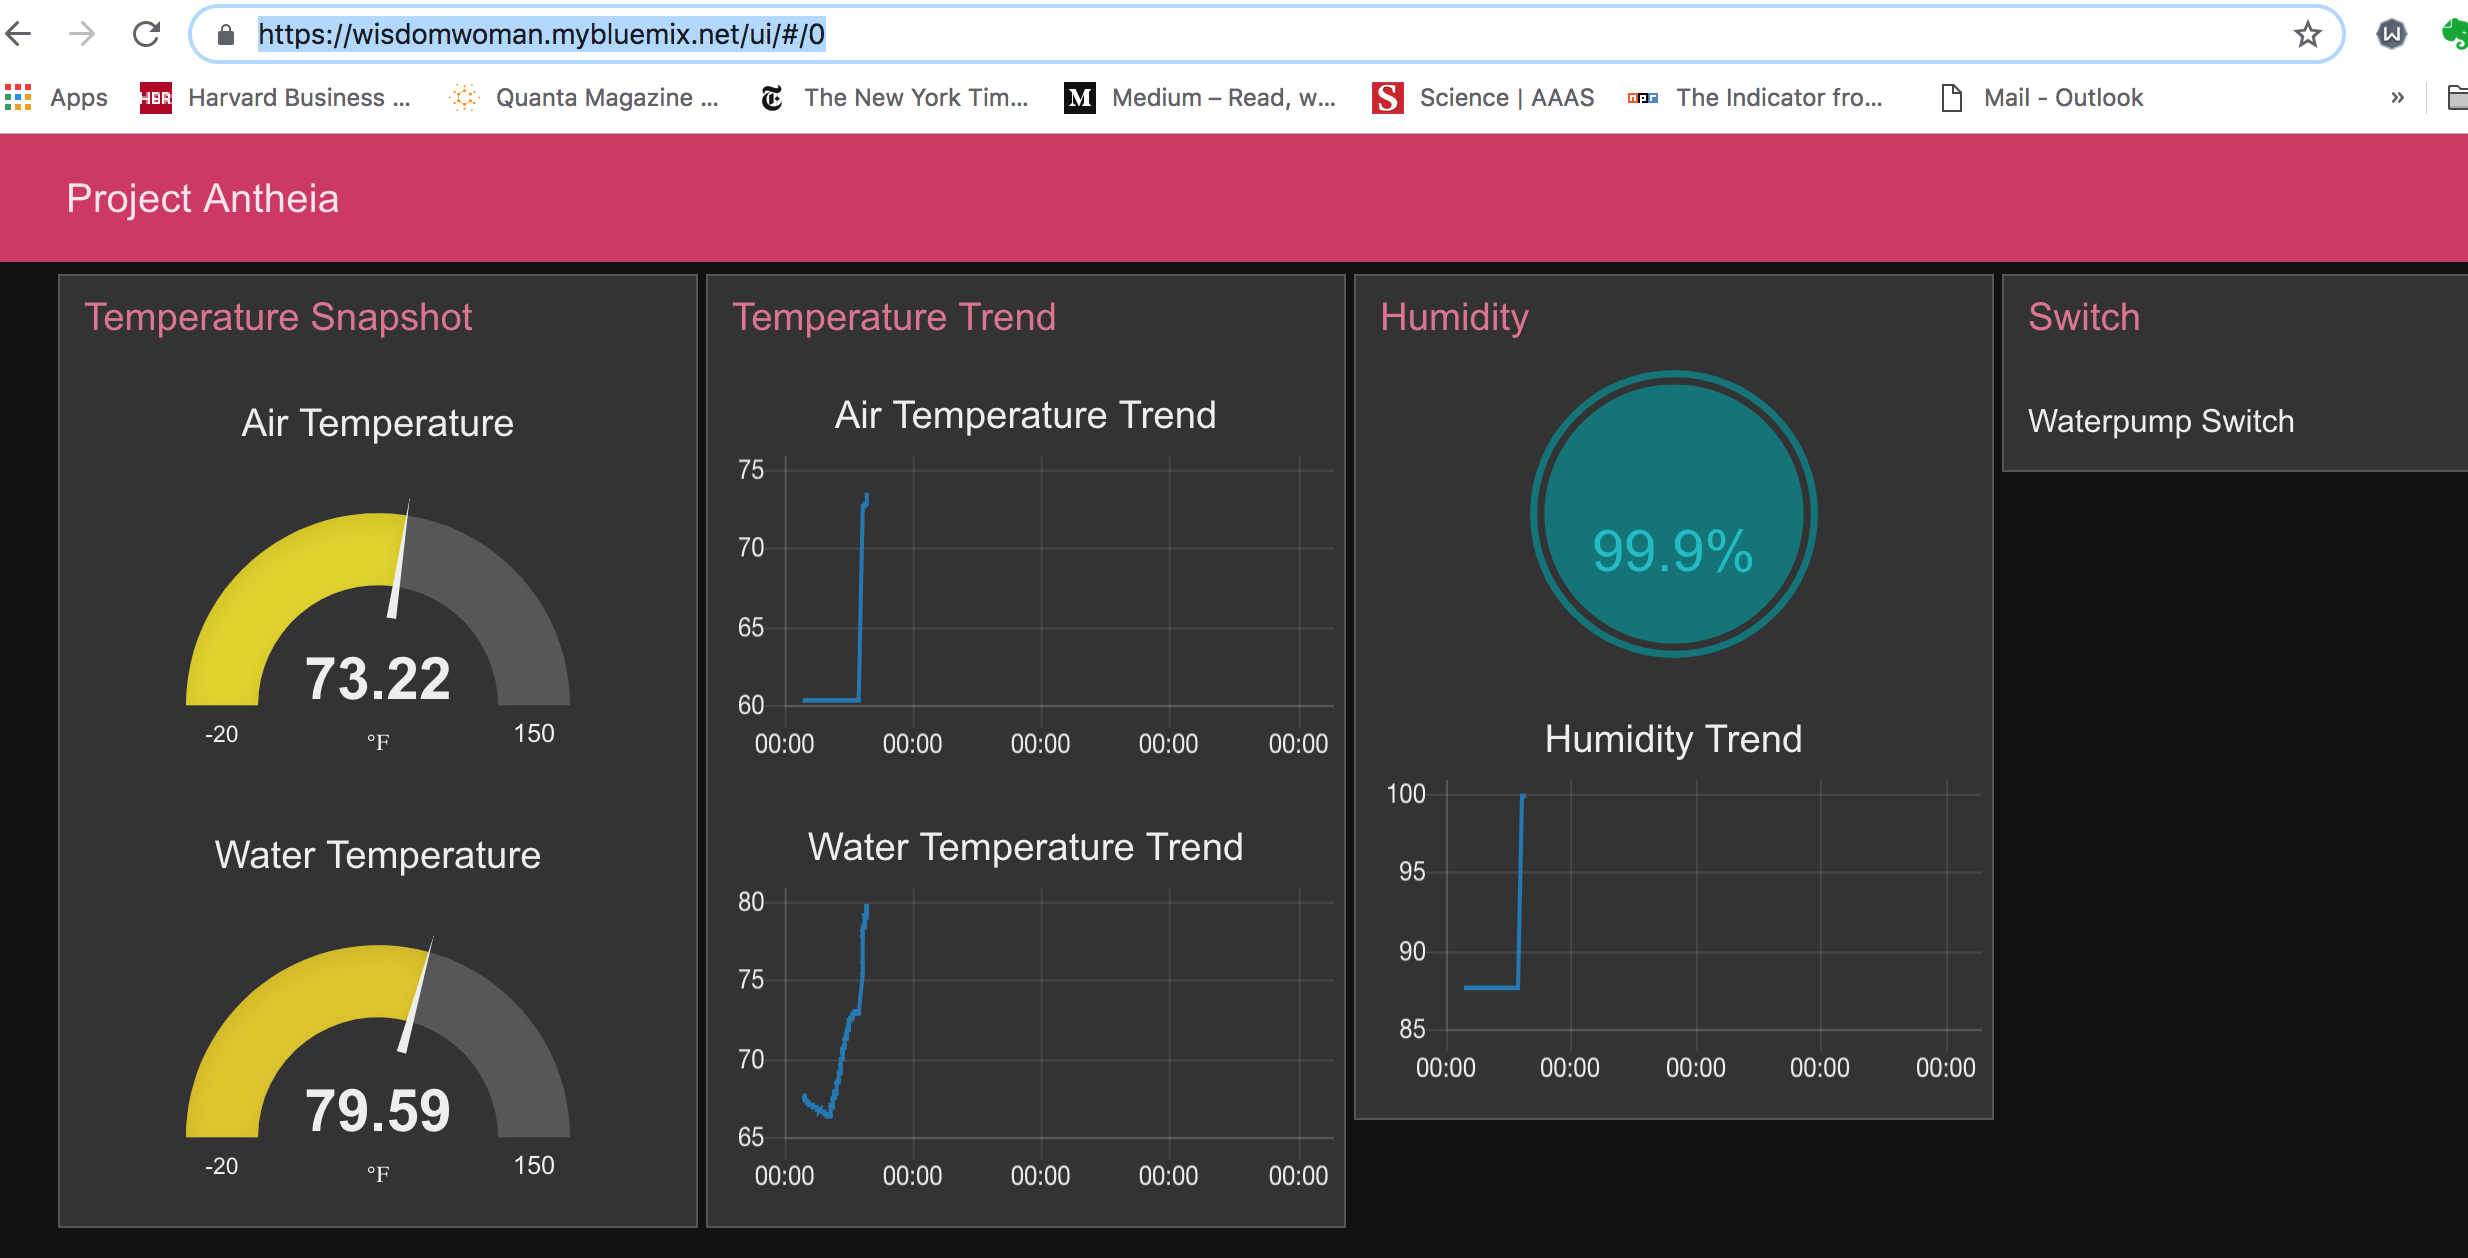 https://wisdomwoman.mybluemix.net/ui/#/0
Apps
HBR
Harvard Business ...
Quanta Magazine ...
The New York Tim...
M
Medium – Read, w...
S
Science | AAAS
npr
The Indicator fro...
Mail - Outlook
»
Project Antheia
Temperature Snapshot
Air Temperature
73.22
-20
°F
150
Water Temperature
79.59
-20
°F
150
Temperature Trend
Air Temperature Trend
75
70
65
60
00:00 00:00 00:00 00:00 00:00
Water Temperature Trend
80
75
70
65
00:00 00:00 00:00 00:00 00:00
Humidity
99.9%
Humidity Trend
100
95
90
85
00:00 00:00 00:00 00:00 00:00
Switch
Waterpump Switch